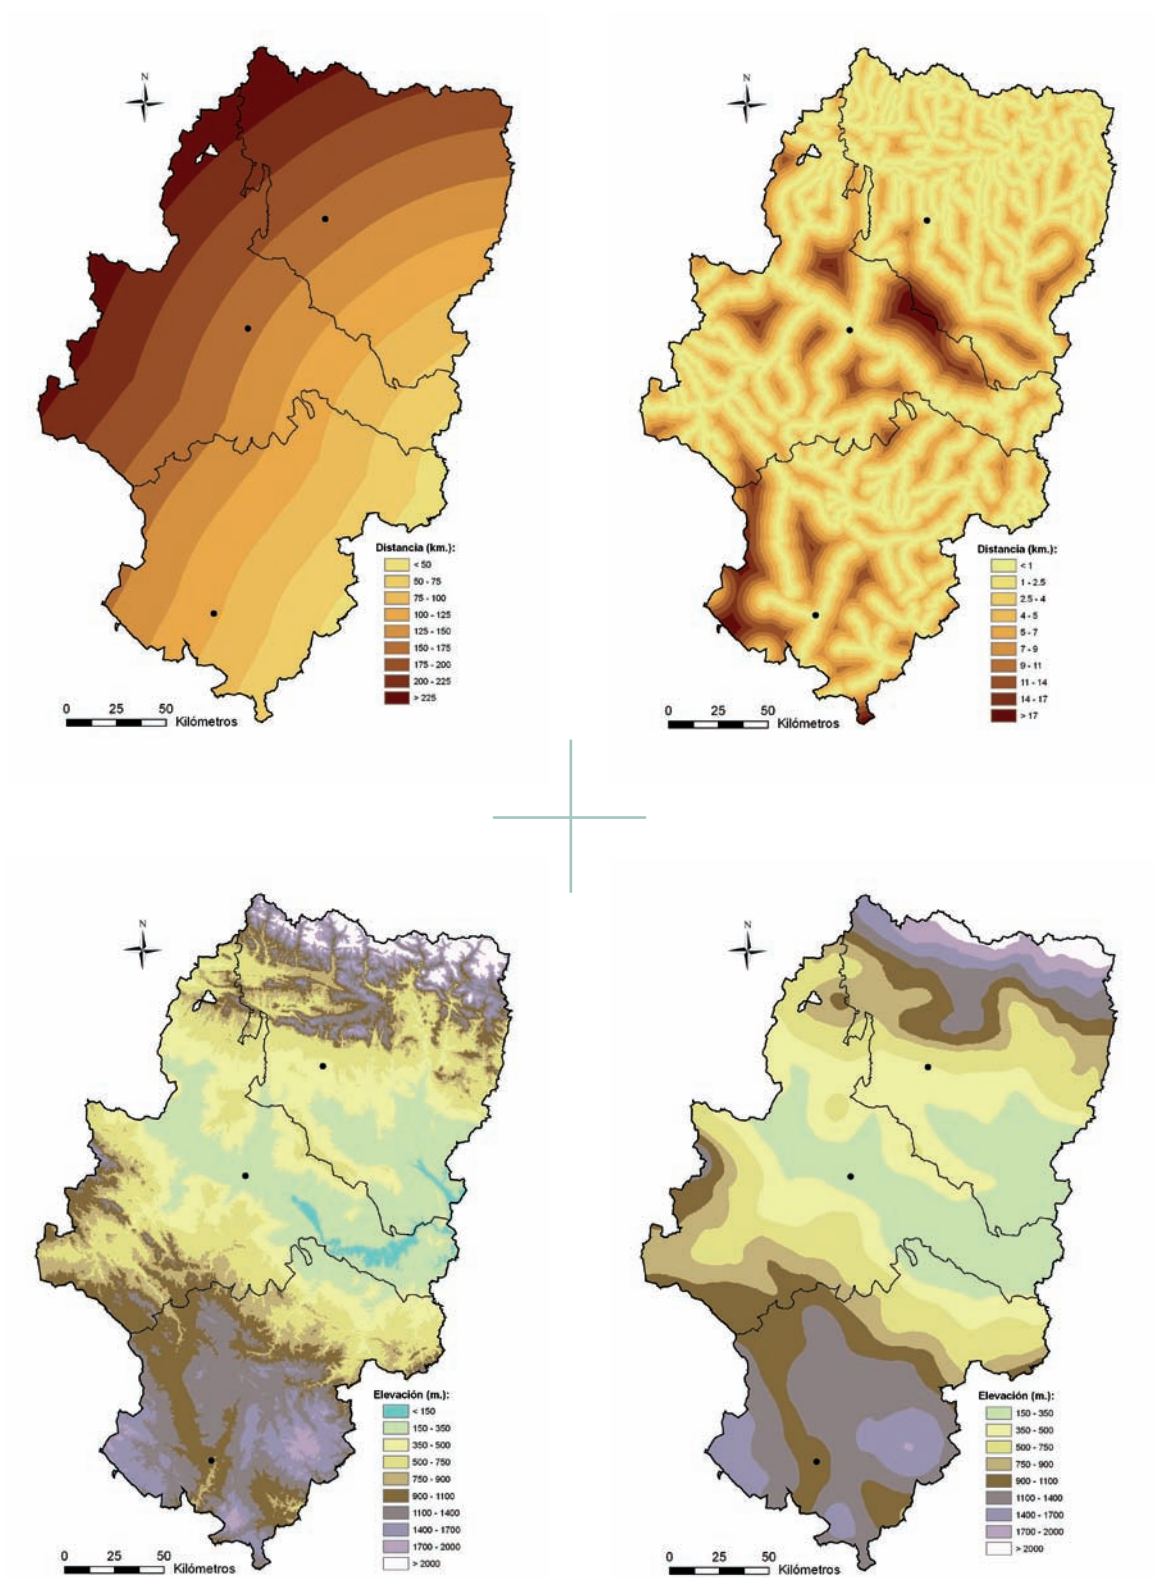 N
Distancia (km.):
< 50
50 - 75
75 - 100
100 - 125
125 - 150
150 - 175
175 - 200
200 - 225
> 225
0 25 50
Kilómetros
N
Distancia (km.):
< 1
1 - 2.5
2.5 - 4
4 - 5
5 - 7
7 - 9
9 - 11
11 - 14
14 - 17
> 17
0 25 50
Kilómetros
N
Elevación (m.):
< 150
150 - 350
350 - 500
500 - 750
750 - 900
900 - 1100
1100 - 1400
1400 - 1700
1700 - 2000
> 2000
0 25 50
Kilómetros
N
Elevación (m.):
150 - 350
350 - 500
500 - 750
750 - 900
900 - 1100
1100 - 1400
1400 - 1700
1700 - 2000
> 2000
0 25 50
Kilómetros